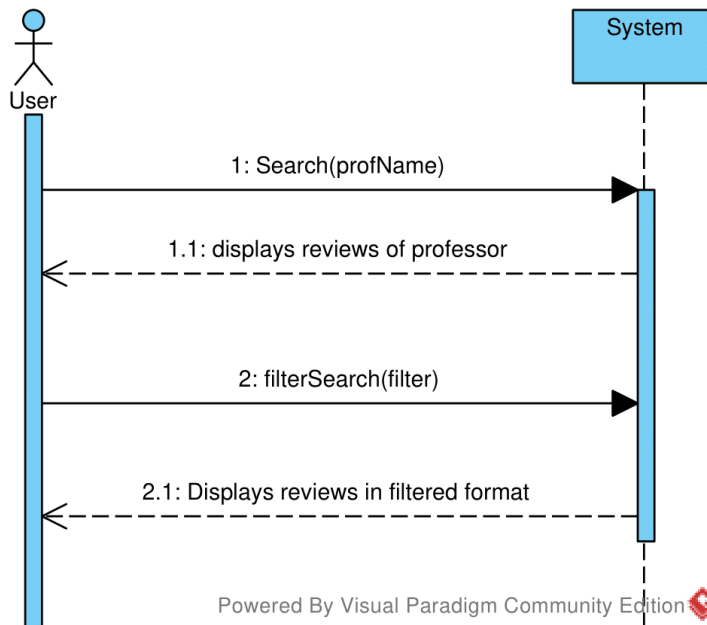 System
User
1: Search(profName)
1.1: displays reviews of professor
2: filterSearch(filter)
2.1: Displays reviews in filtered format
Powered By Visual Paradigm Community Edition